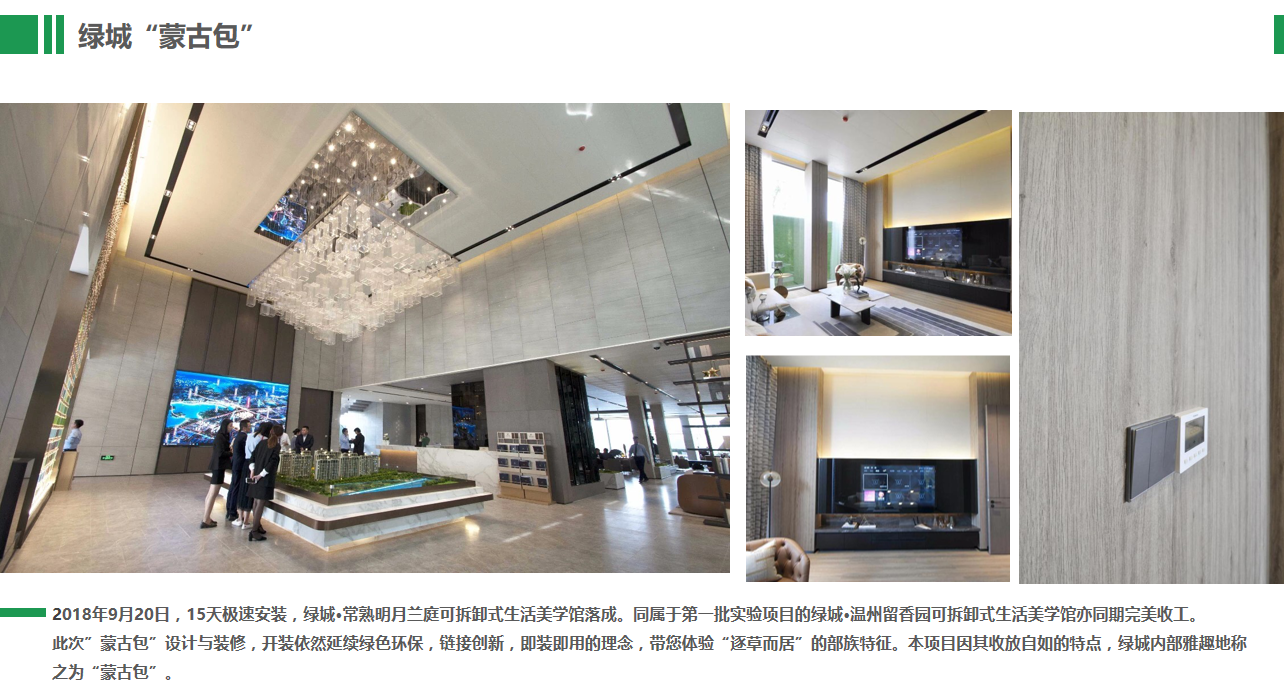 绿城“蒙古包”
2018年9月20日，15天极速安装，绿城•常熟明月兰庭可拆卸式生活美学馆落成。同属于第一批实验项目的绿城•温州留香园可拆卸式生活美学馆亦同期完美收工。
此次”蒙古包”设计与装修，开装依然延续绿色环保，链接创新，即装即用的理念，带您体验“逐草而居”的部族特征。本项目因其收放自如的特点，绿城内部雅趣地称
之为“蒙古包”。